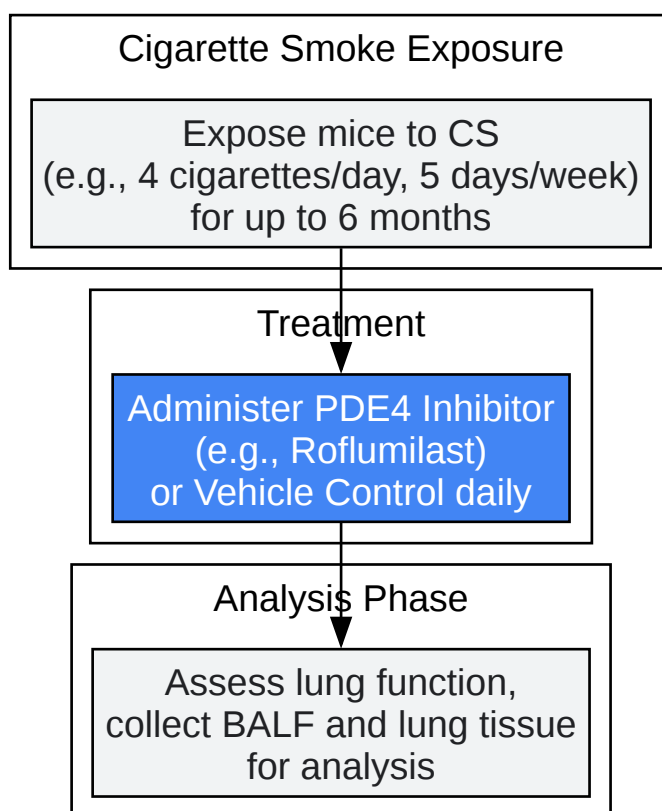 Cigarette Smoke Exposure
Expose mice to CS
(e.g., 4 cigarettes/day, 5 days/week)
for up to 6 months
Treatment
Administer PDE4 Inhibitor
(e.g., Roflumilast)
or Vehicle Control daily
Analysis Phase
Assess lung function,
collect BALF and lung tissue
for analysis